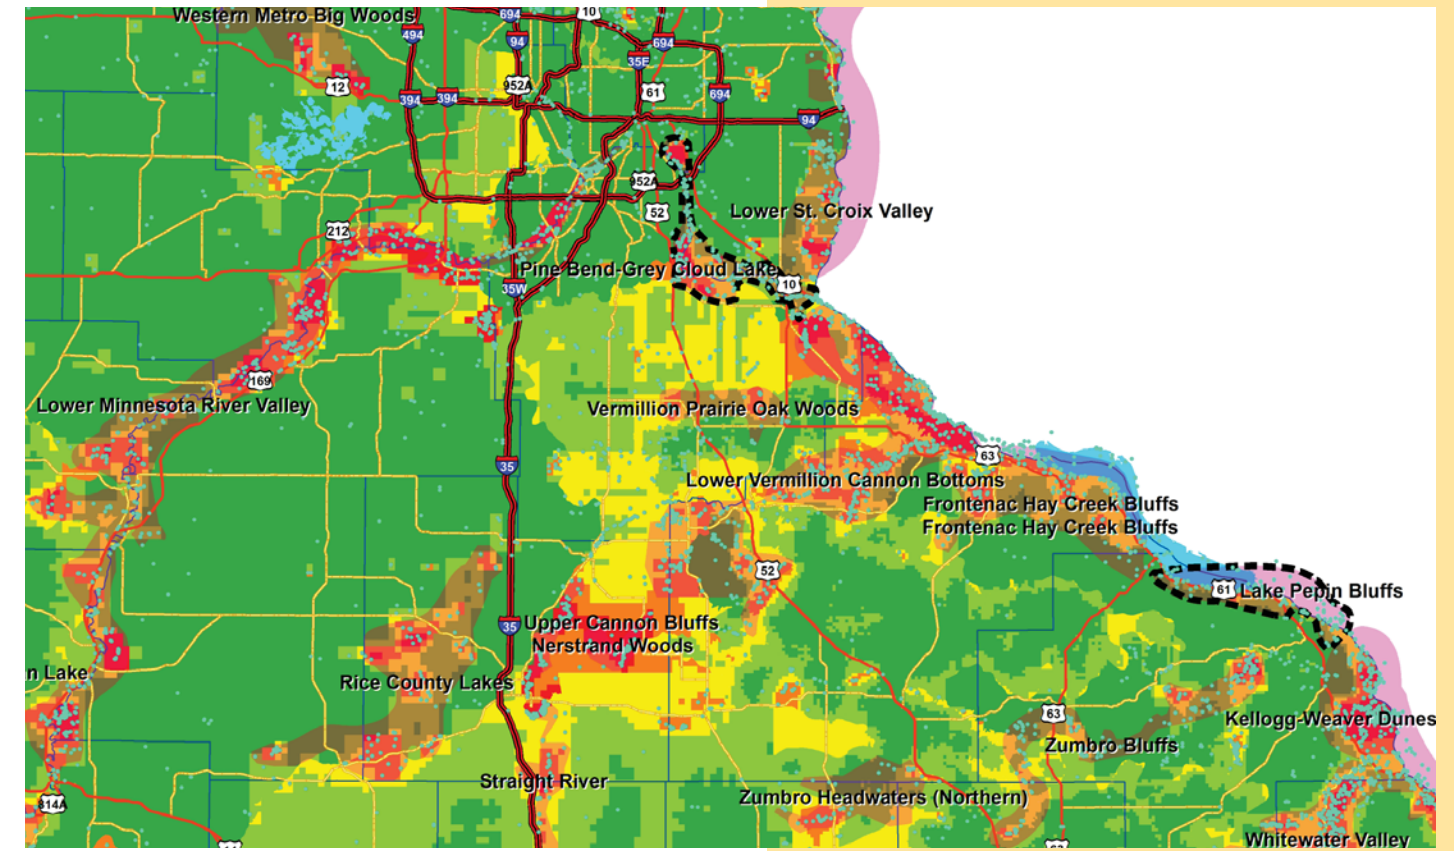 Western Metro Big Woods
694
10
494
94
694
35E
12
952A
61
394
394
694
94
952A
52
Lower St. Croix Valley
212
Pine Bend-Grey Cloud Lake
10
35W
169
Lower Minnesota River Valley
Vermillion Prairie Oak Woods
63
35
Lower Vermillion Cannon Bottoms
Frontenac Hay Creek Bluffs
Frontenac Hay Creek Bluffs
52
61
Lake Pepin Bluffs
35
Upper Cannon Bluffs
Nerstrand Woods
n Lake
Rice County Lakes
63
Kellogg-Weaver Dunes
Zumbro Bluffs
Straight River
Zumbro Headwaters (Northern)
814A
Whitewater Valley